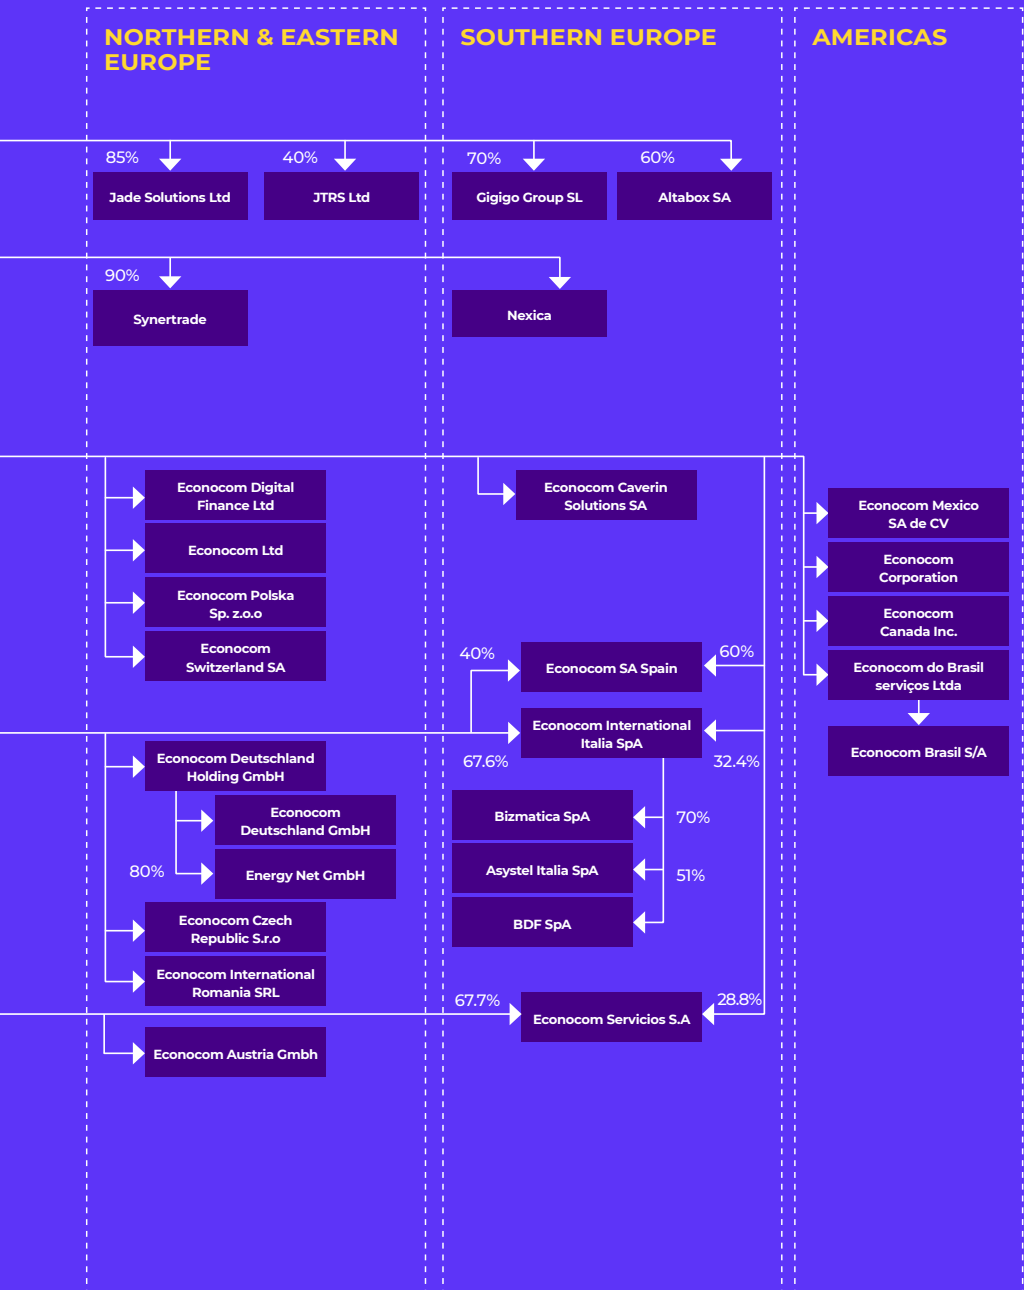 NORTHERN & EASTERN
EUROPE
SOUTHERN EUROPE
AMERICAS
85%
40%
70%
60%
Jade Solutions Ltd
JTRS Ltd
Gigigo Group SL
Altabox SA
90%
Synertrade
Nexica
Econocom Digital
Finance Ltd
Econocom Ltd
Econocom Polska
Sp. z.o.o
Econocom
Switzerland SA
Econocom Caverin
Solutions SA
Econocom Mexico
SA de CV
Econocom
Corporation
Econocom
Canada Inc.
Econocom do Brasil
serviços Ltda
Econocom Brasil S/A
40%
Econocom SA Spain
60%
Econocom International
Italia SpA
67.6%
32.4%
Econocom Deutschland
Holding GmbH
Econocom
Deutschland GmbH
80%
Energy Net GmbH
Bizmatica SpA
70%
Asystel Italia SpA
51%
BDF SpA
Econocom Czech
Republic S.r.o
Econocom International
Romania SRL
67.7%
Econocom Servicios S.A
28.8%
Econocom Austria Gmbh